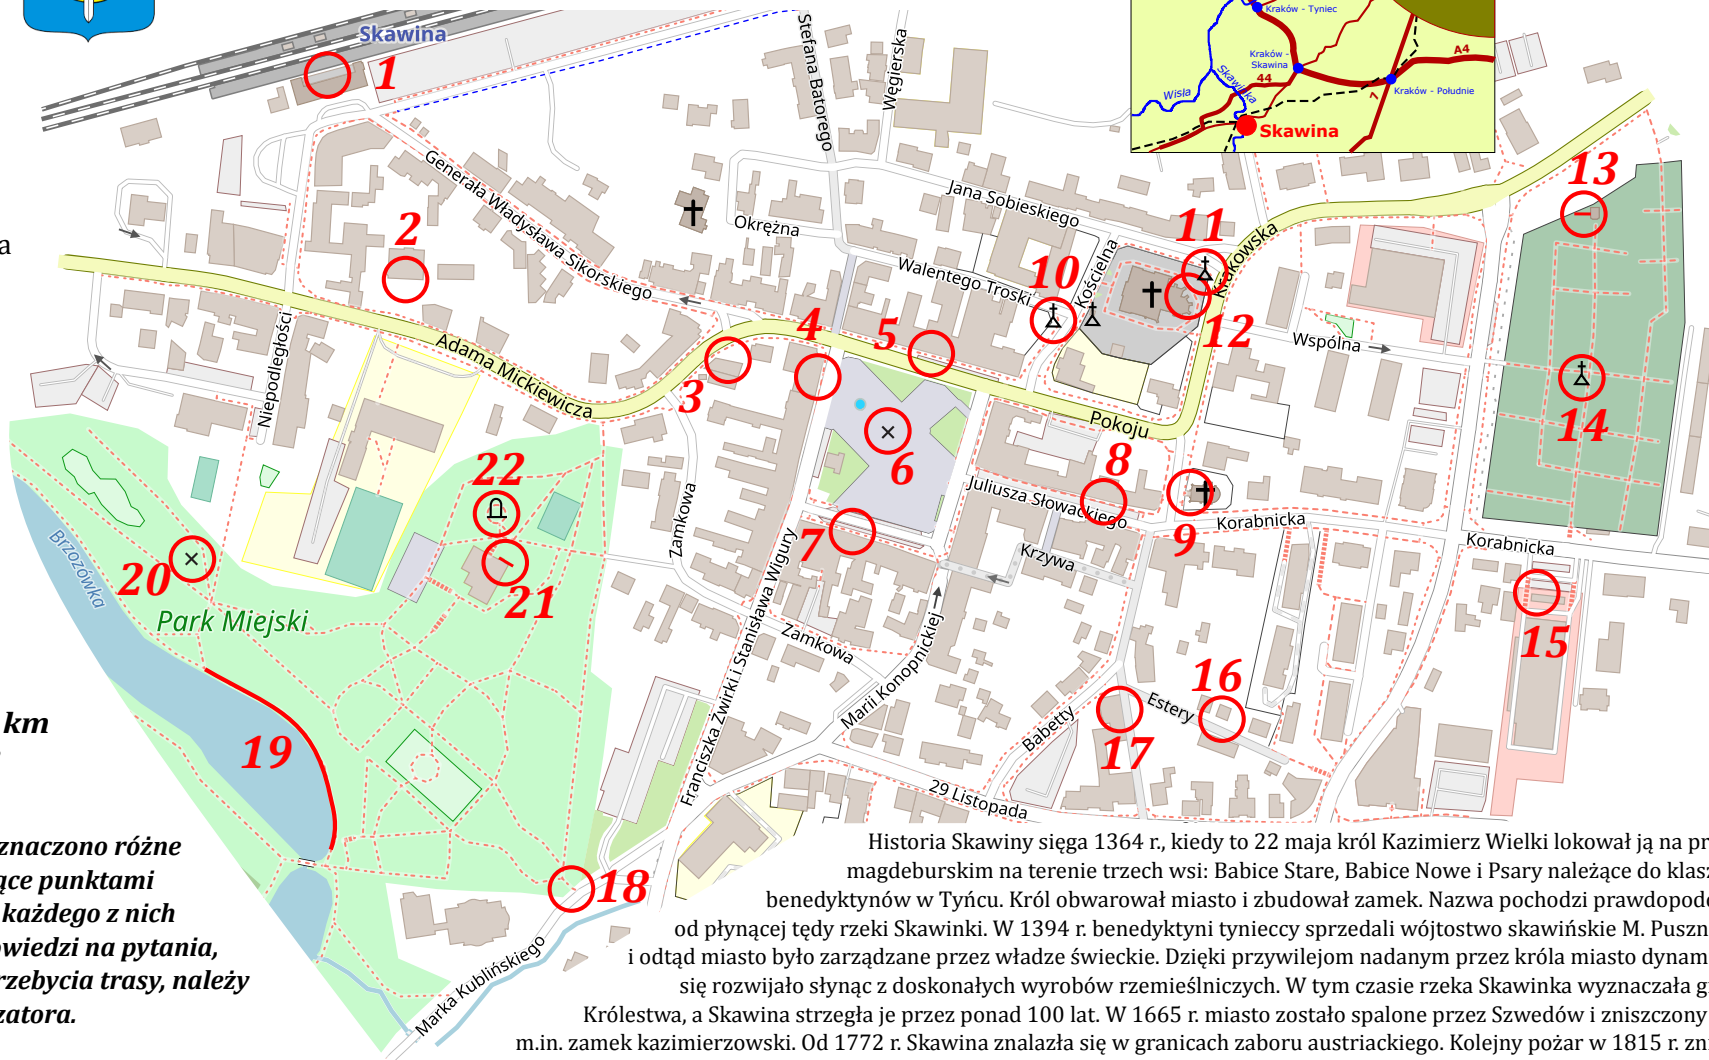 Skawina
1
Stefana Batorego
Węgierska
Kraków - Tyniec
Kraków - Skawina
A4
44
7
Skawinka
Wisła
Kraków - Południe
Skawina
Generała Władysława Sikorskiego
Jana Sobieskiego
Okrężna
Walentego Troski
Kościelna
Krakowska
13
2
11
10
12
a
4
5
3
Wspólna
Niepodległości
Adama Mickiewicza
Pokoju
14
6
8
22
Juliusza Słowackiego
9
Korabnicka
Korabnicka
7
Krzywa
Zamkowa
Brzozówka
20
21
Park Miejski
15
Zamkowa
Franciszka Żwirki i Stanisława Wigury
Marii Konopnickiej
16
Estery
17
Babetty
km
19
29 Listopada
18
Marka Kublińskiego
znaczono różne
ące punktami
każdego z nich
owiedzi na pytania,
rzebycia trasy, należy
zatora.
Historia Skawiny sięga 1364 r., kiedy to 22 maja król Kazimierz Wielki lokował ją na pr
magdeburskim na terenie trzech wsi: Babice Stare, Babice Nowe i Psary należące do klasz
benedyktynów w Tyńcu. Król obwarował miasto i zbudował zamek. Nazwa pochodzi prawdopodo
od płynącej tędy rzeki Skawinki. W 1394 r. benedyktyni tynieccy sprzedali wójtostwo skawińskie M. Puszn
i odtąd miasto było zarządzane przez władze świeckie. Dzięki przywilejom nadanym przez króla miasto dynam
się rozwijało słynąc z doskonałych wyrobów rzemieślniczych. W tym czasie rzeka Skawinka wyznaczała g
Królestwa, a Skawina strzegła je przez ponad 100 lat. W 1665 r. miasto zostało spalone przez Szwedów i zniszczony
m.in. zamek kazimierzowski. Od 1772 r. Skawina znalazła się w granicach zaboru austriackiego. Kolejny pożar w 1815 r. zni